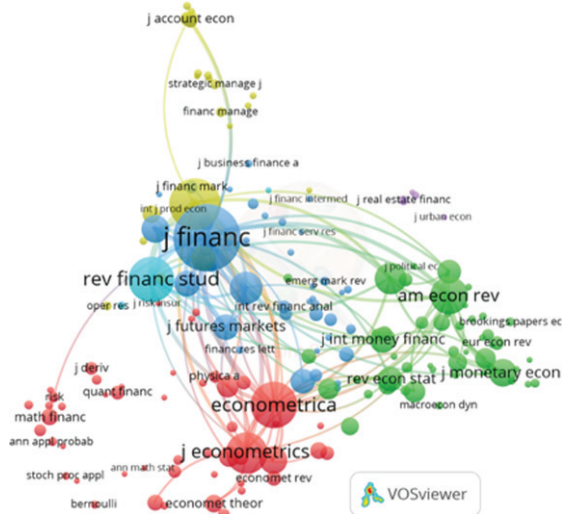 j account econ
strategic manage j
financ manage
j business finance a
j financ mark
j financ intermed
j real estate financ
int j prod econ
j urban econ
j financ serv res
j financ
j political ec
rev financ stud
emerg mark rev
am econ rev
oper res
j risk insur
int rev financ anal
brookings papers ec
j futures markets
j int money financ
eur econ rev
financ res lett
j deriv
physica a
rev econ stat
j monetary econ
risk
quant financ
econometrica
macroecon dyn
math financ
ann appl probab
j econometrics
ann math stat
stoch proc appl
economet rev
bernoulli
economet theor
VOSviewer